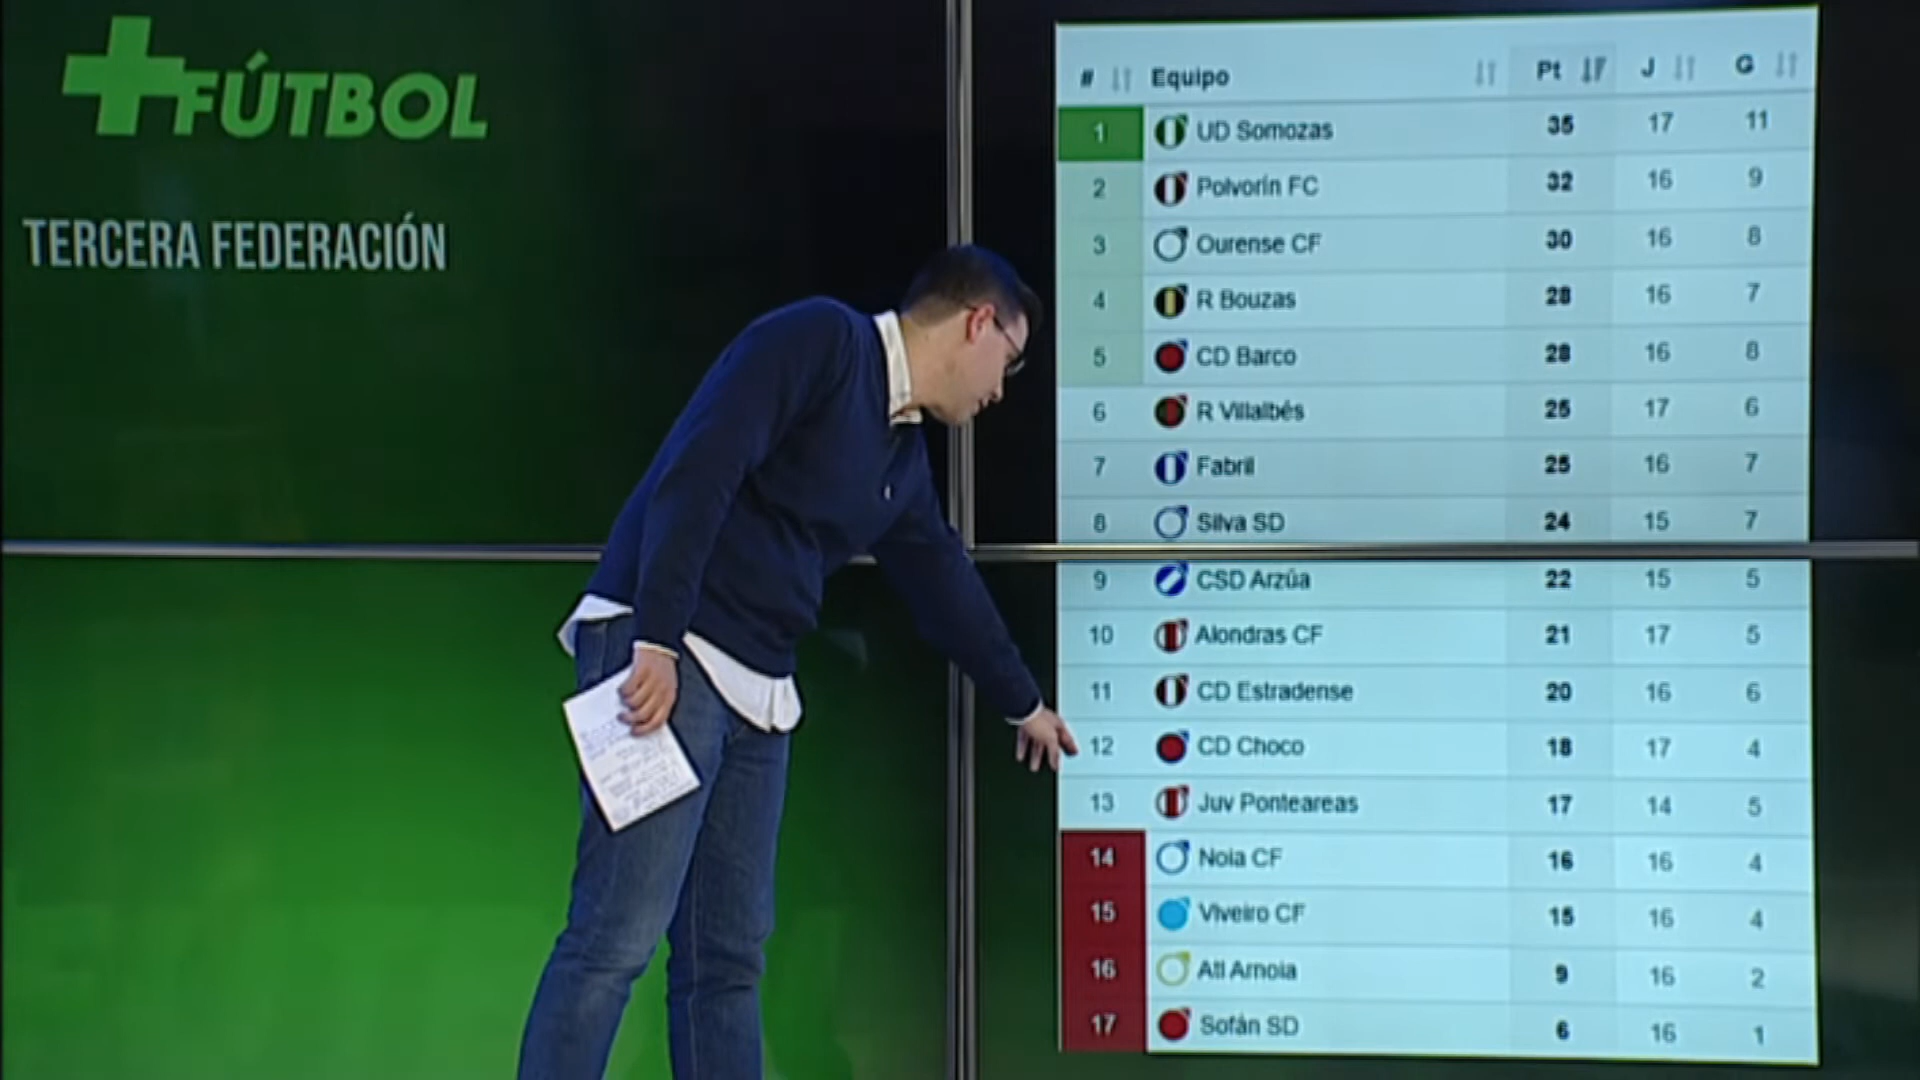 +FÚTBOL
TERCERA FEDERACIÓN
# Equipo Pt J G
1 UD Somozas 35 17 11
2 Polvorín FC 32 16 9
3 Ourense CF 30 16 8
4 R Bouzas 28 16 7
5 CD Barco 28 16 8
6 R Villalbés 25 17 6
7 Fabril 25 16 7
8 Silva SD 24 15 7
9 CSD Arzúa 22 15 5
10 Alondras CF 21 17 5
11 CD Estradense 20 16 6
12 CD Choco 18 17 4
13 Juv Ponteareas 17 14 5
14 Noia CF 16 16 4
15 Viveiro CF 15 16 4
16 Atl Arnoia 9 16 2
17 Sofán SD 6 16 1